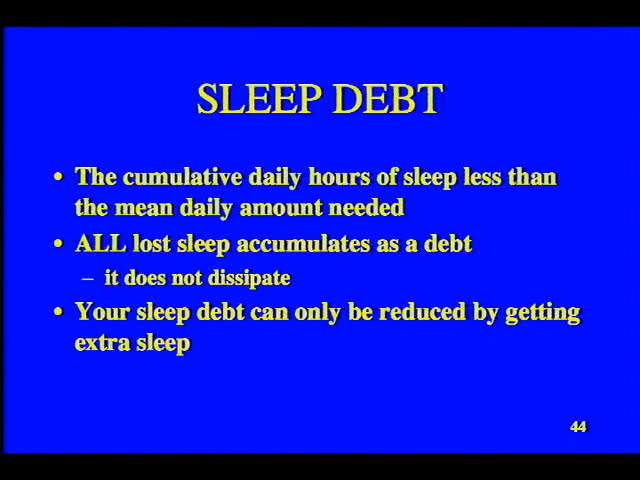 SLEEP DEBT
• The cumulative daily hours of sleep less than
the mean daily amount needed
• ALL lost sleep accumulates as a debt
– it does not dissipate
• Your sleep debt can only be reduced by getting
extra sleep
44